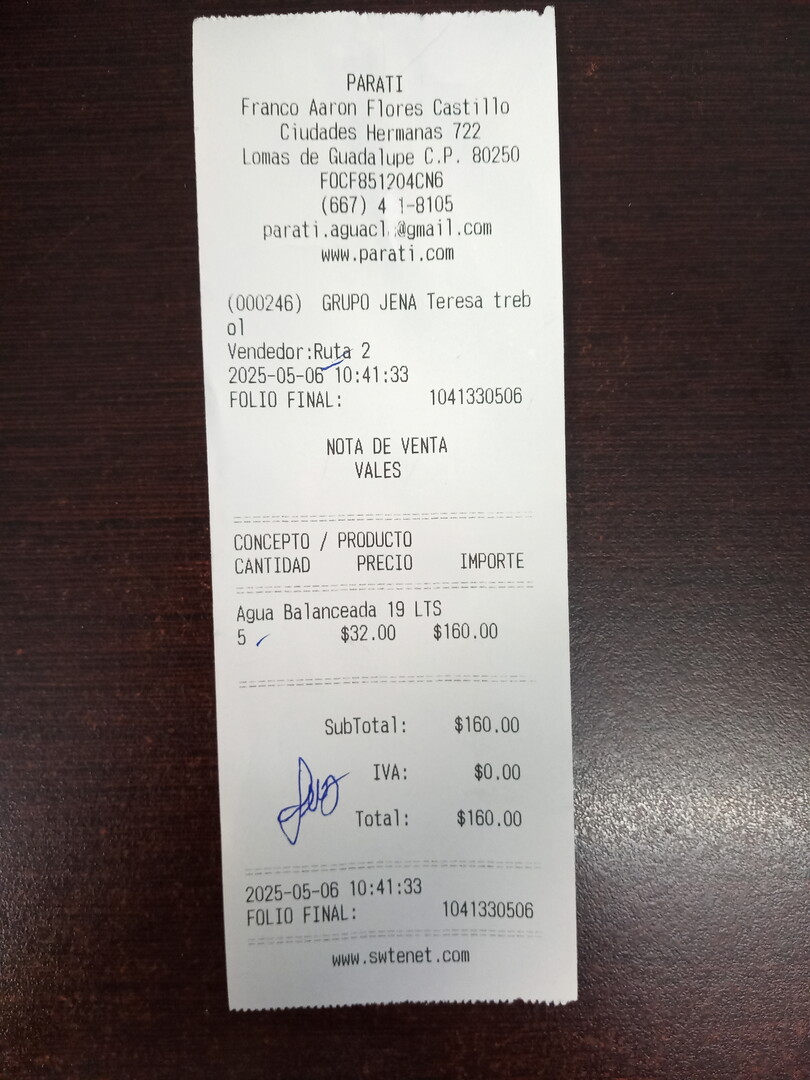 PARATI
Franco Aaron Flores Castillo
Ciudades Hermanas 722
Lomas de Guadalupe C.P. 80250
FOCF851204CN6
(667) 4 1-8105
www.parati.com
(000246) GRUPO JENA Teresa treb
ol
Vendedor:Ruta 2
2025-05-06 10:41:33
FOLIO FINAL: 1041330506
NOTA DE VENTA
VALES
CONCEPTO / PRODUCTO
CANTIDAD PRECIO IMPORTE
Agua Balanceada 19 LTS
5 $32.00 $160.00
SubTotal: $160.00
IVA: $0.00
Total: $160.00
2025-05-06 10:41:33
FOLIO FINAL: 1041330506
www.swtenet.com